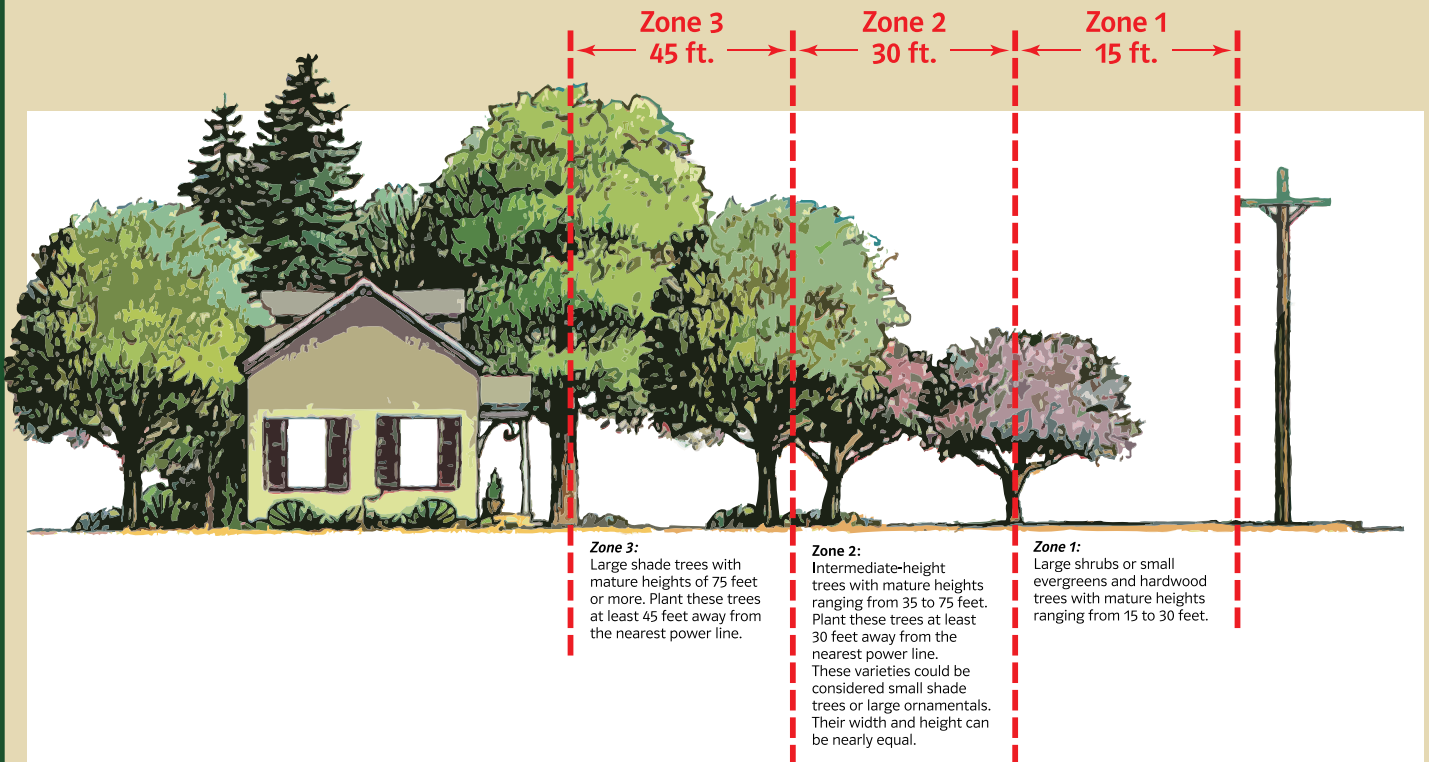 Zone 3
45 ft.
Zone 2
30 ft.
Zone 1
15 ft.
Zone 3:
Large shade trees with
mature heights of 75 feet
or more. Plant these trees
at least 45 feet away from
the nearest power line.
Zone 2:
Intermediate-height
trees with mature heights
ranging from 35 to 75 feet.
Plant these trees at least
30 feet away from the
nearest power line.
These varieties could be
considered small shade
trees or large ornamentals.
Their width and height can
be nearly equal.
Zone 1:
Large shrubs or small
evergreens and hardwood
trees with mature heights
ranging from 15 to 30 feet.